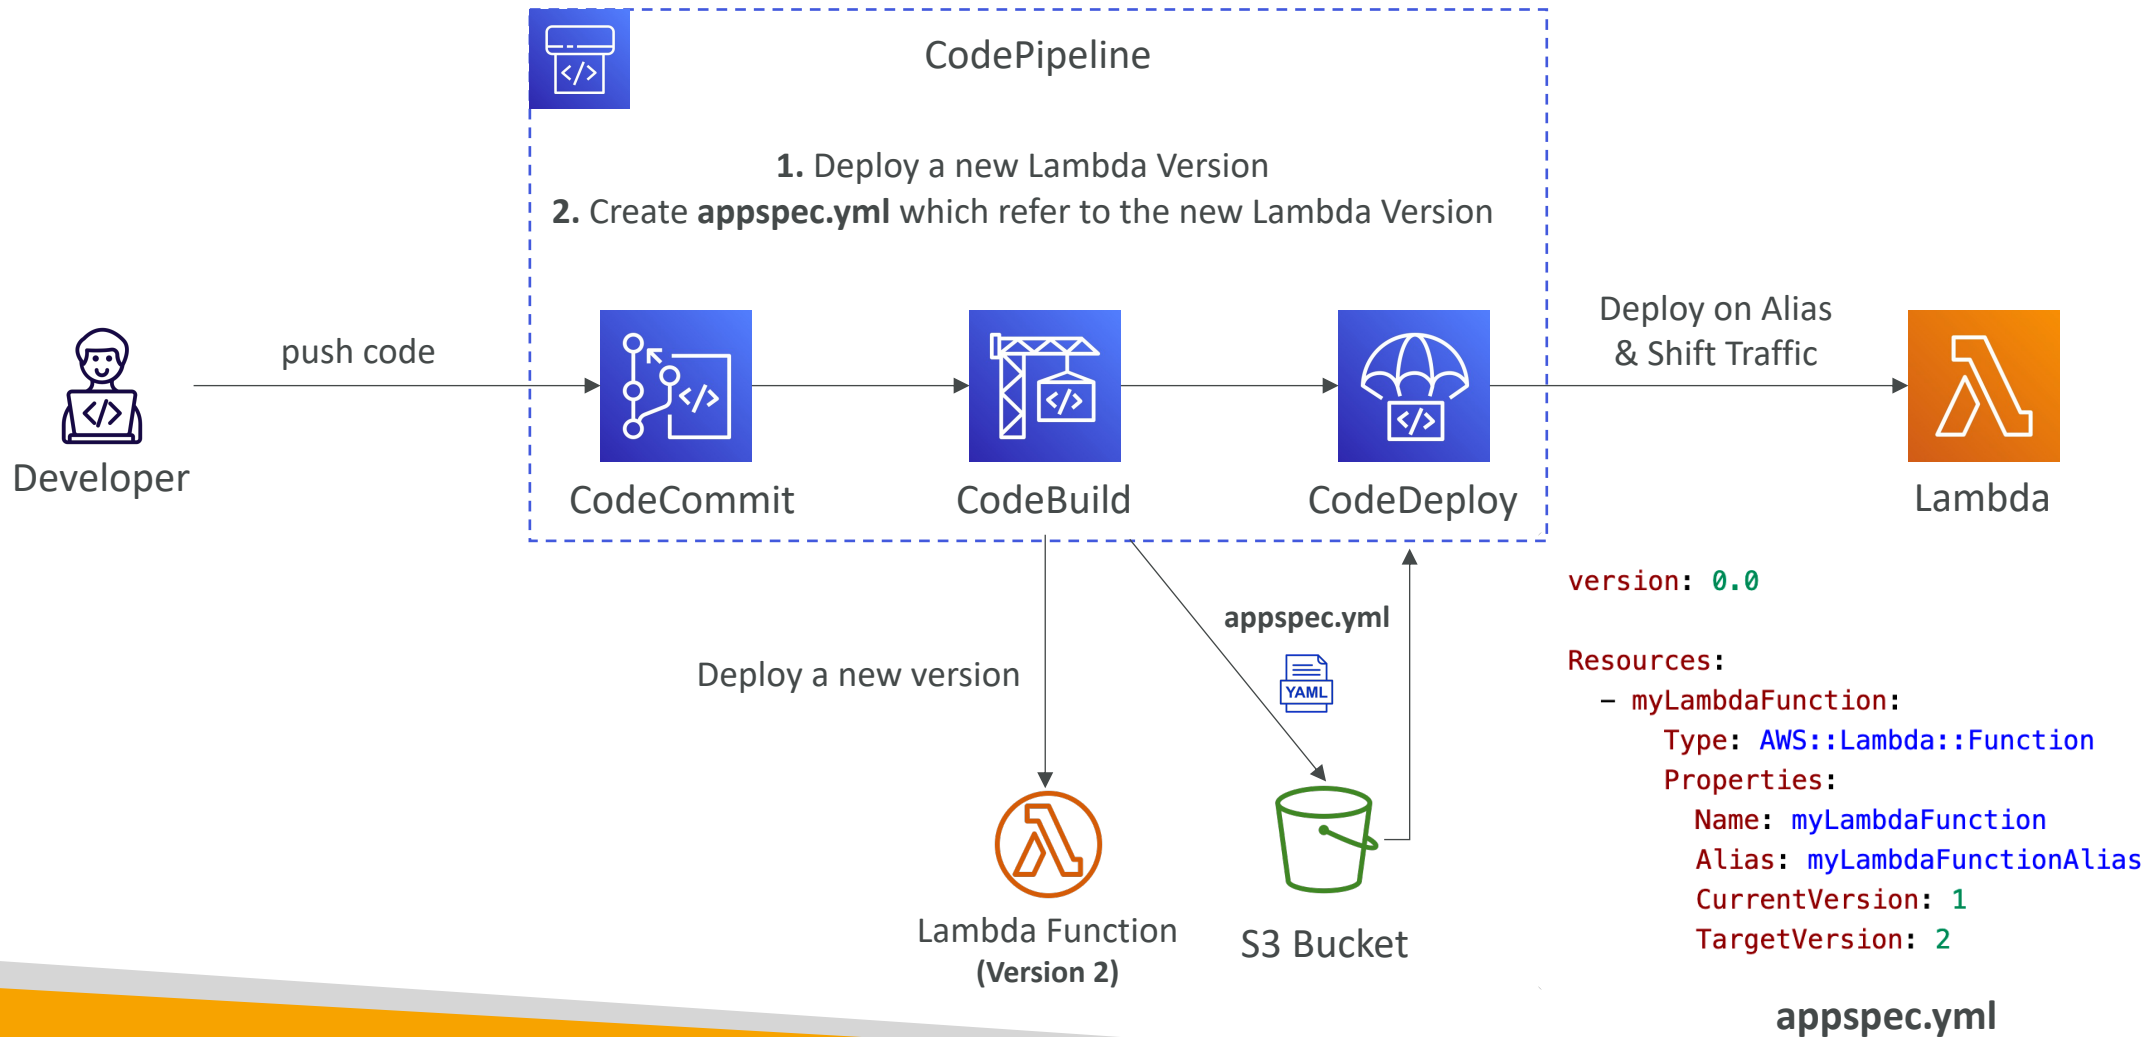 CodePipeline
1. Deploy a new Lambda Version
2. Create appspec.yml which refer to the new Lambda Version
Developer
push code
</>
</>
</>
</>
</>
CodeCommit
CodeBuild
CodeDeploy
Deploy on Alias
& Shift Traffic
Lambda
Deploy a new version
appspec.yml
YAML
Lambda Function
(Version 2)
S3 Bucket
version: 0.0
Resources:
- myLambdaFunction:
Type: AWS::Lambda::Function
Properties:
Name: myLambdaFunction
Alias: myLambdaFunctionAlias
CurrentVersion: 1
TargetVersion: 2
appspec.yml